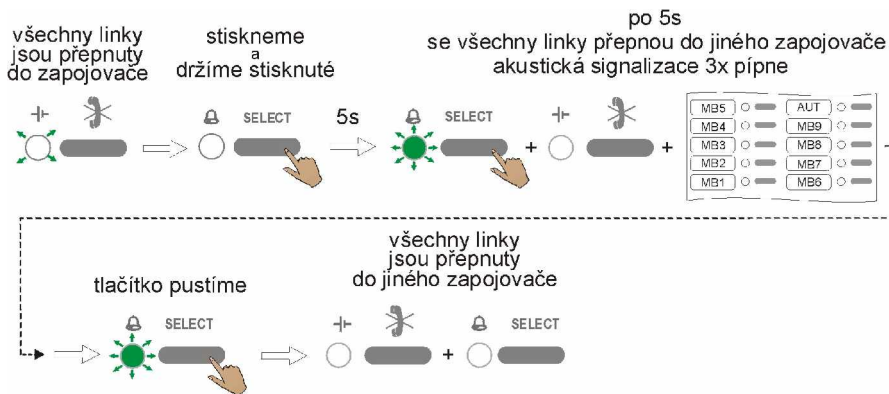 všechny linky
jsou přepnuty
do zapojovače
stiskneme
a
držíme stisknuté
SELECT
5s
po 5s
se všechny linky přepnou do jiného zapojovače
akustická signalizace 3x pípne
SELECT
MB5 AUT
MB4 MB9
MB3 MB8
MB2 MB7
MB1 MB6
tlačítko pustíme
SELECT
všechny linky
jsou přepnuty
do jiného zapojovače
SELECT